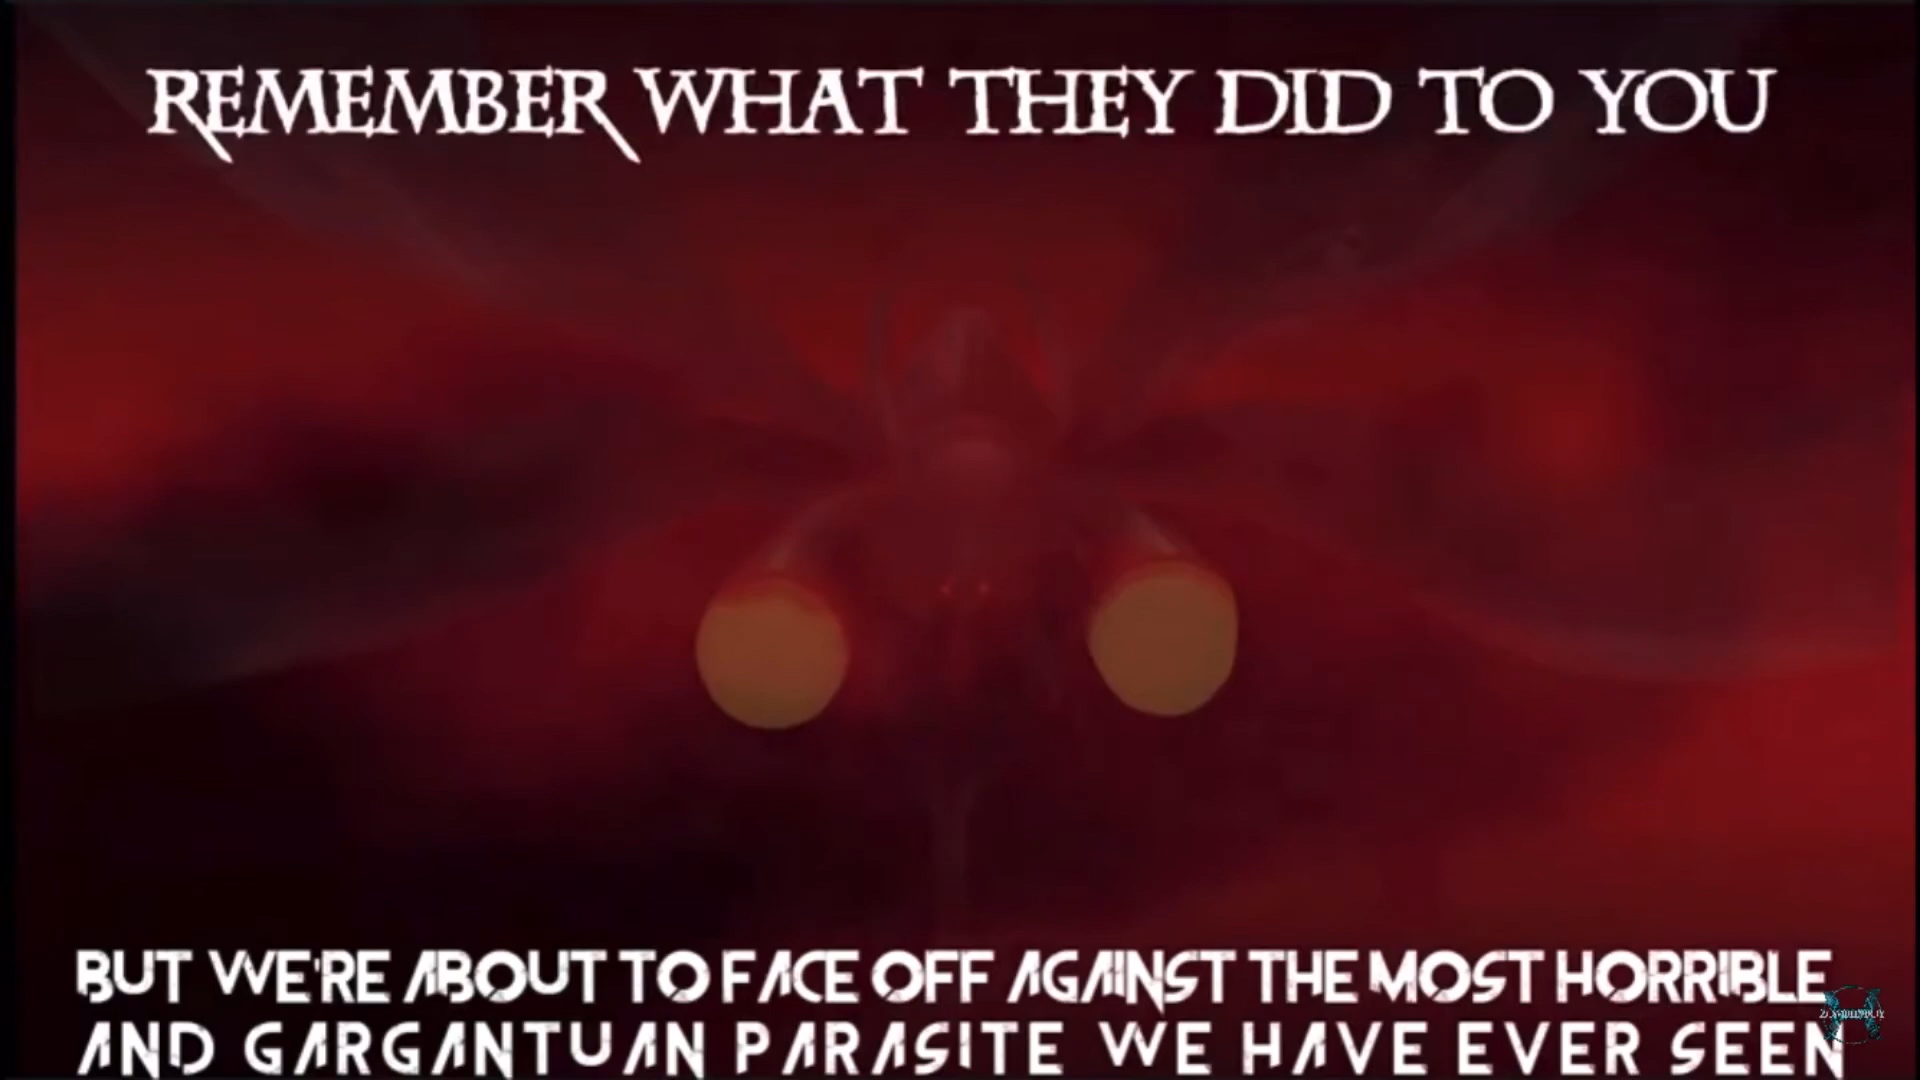 REMEMBER WHAT THEY DID TO YOU
BUT WE'RE ABOUT TO FACE OFF AGAINST THE MOST HORRIBLE
AND GARGANTUAN PARASITE WE HAVE EVER SEEN